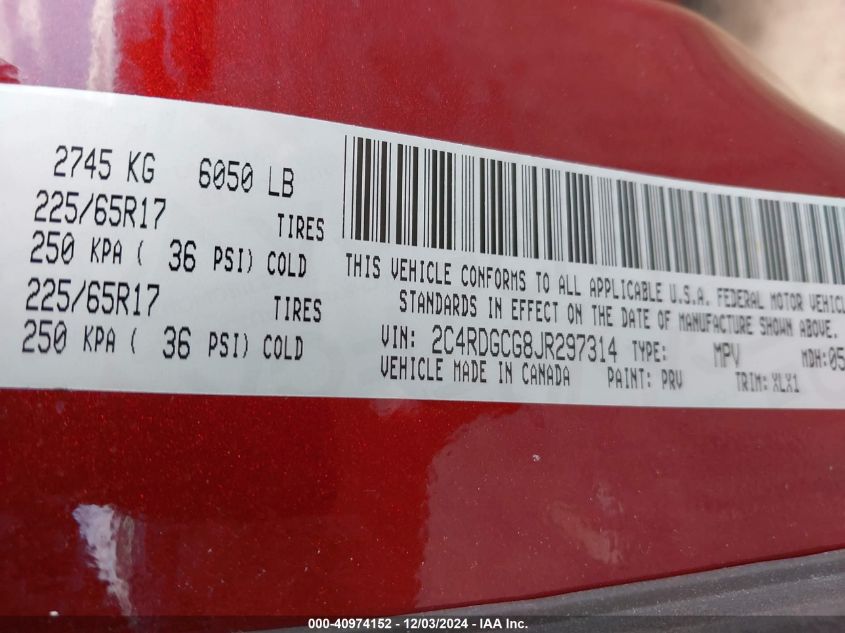 2745 KG 6050 LB
225/65R17 TIRES
250 KPA ( 36 PSI) COLD
225/65R17 TIRES
250 KPA ( 36 PSI) COLD
THIS VEHICLE CONFORMS TO ALL APPLICABLE U.S.A. FEDERAL MOTOR VEHICL
STANDARDS IN EFFECT ON THE DATE OF MANUFACTURE SHOWN ABOVE.
VIN: 2C4RDGCG8JR297314 TYPE: MPV MDH:05
VEHICLE MADE IN CANADA PAINT: PRV TRIM: XLX1
000-40974152 - 12/03/2024 - IAA Inc.